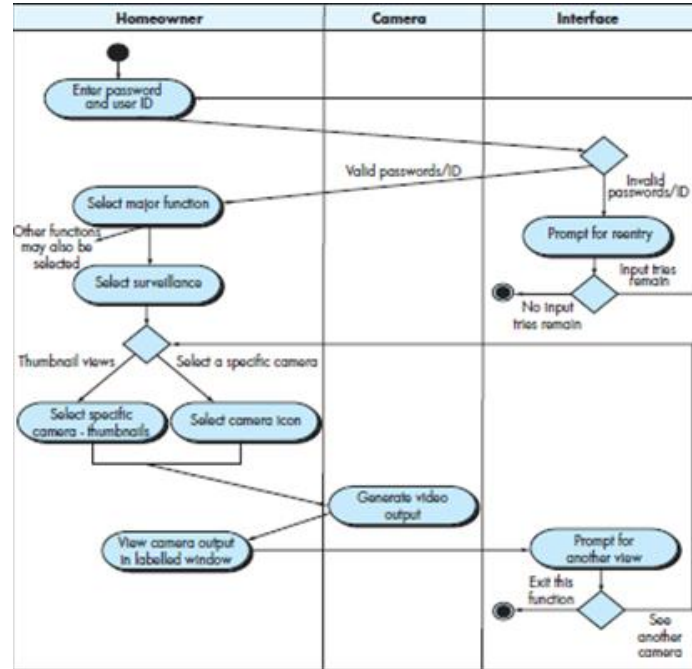 Homeowner
Camera
Interface
Enter password
and user ID
Valid passwords/ID
Invalid
passwords/ID
Select major function
Prompt for reentry
Other functions
may also be
selected
Input tries
remain
Select surveillance
No input
tries remain
Thumbnail views
Select a specific camera
Select specific
camera - thumbnails
Select camera icon
Generate video
output
View camera output
in labelled window
Prompt for
another view
Exit this
function
See
another
camera